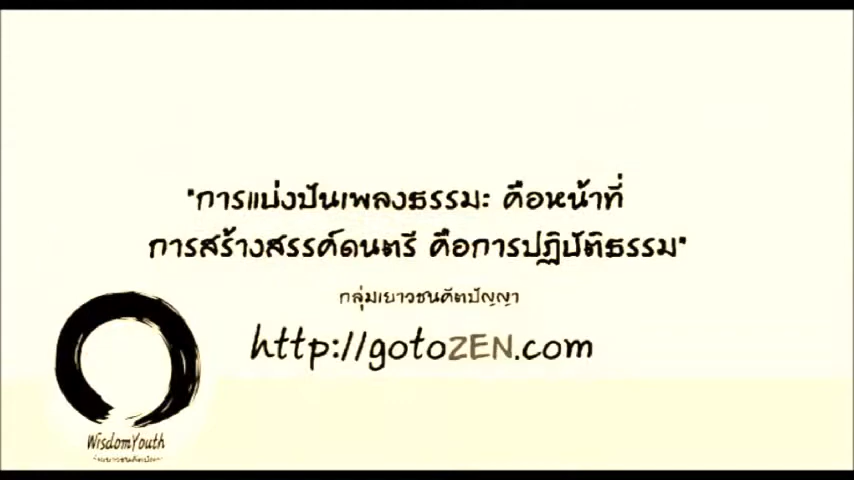 "การแบ่งปันเพลงธรรมะ คือหน้าที่
การสร้างสรรค์ดนตรี คือการปฏิบัติธรรม"
กลุ่มเยาวชนคีตปัญญา
http://gotoZEN.com
WisdomYouth